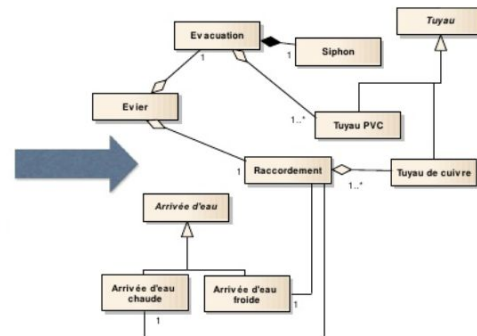 Tuyau
Evacuation
Siphon
1
1
Evier
1..*
Tuyau PVC
1
Raccordement
1..*
Tuyau de cuivre
Arrivée d'eau
Arrivée d'eau
chaude
Arrivée d'eau
froide
1
1